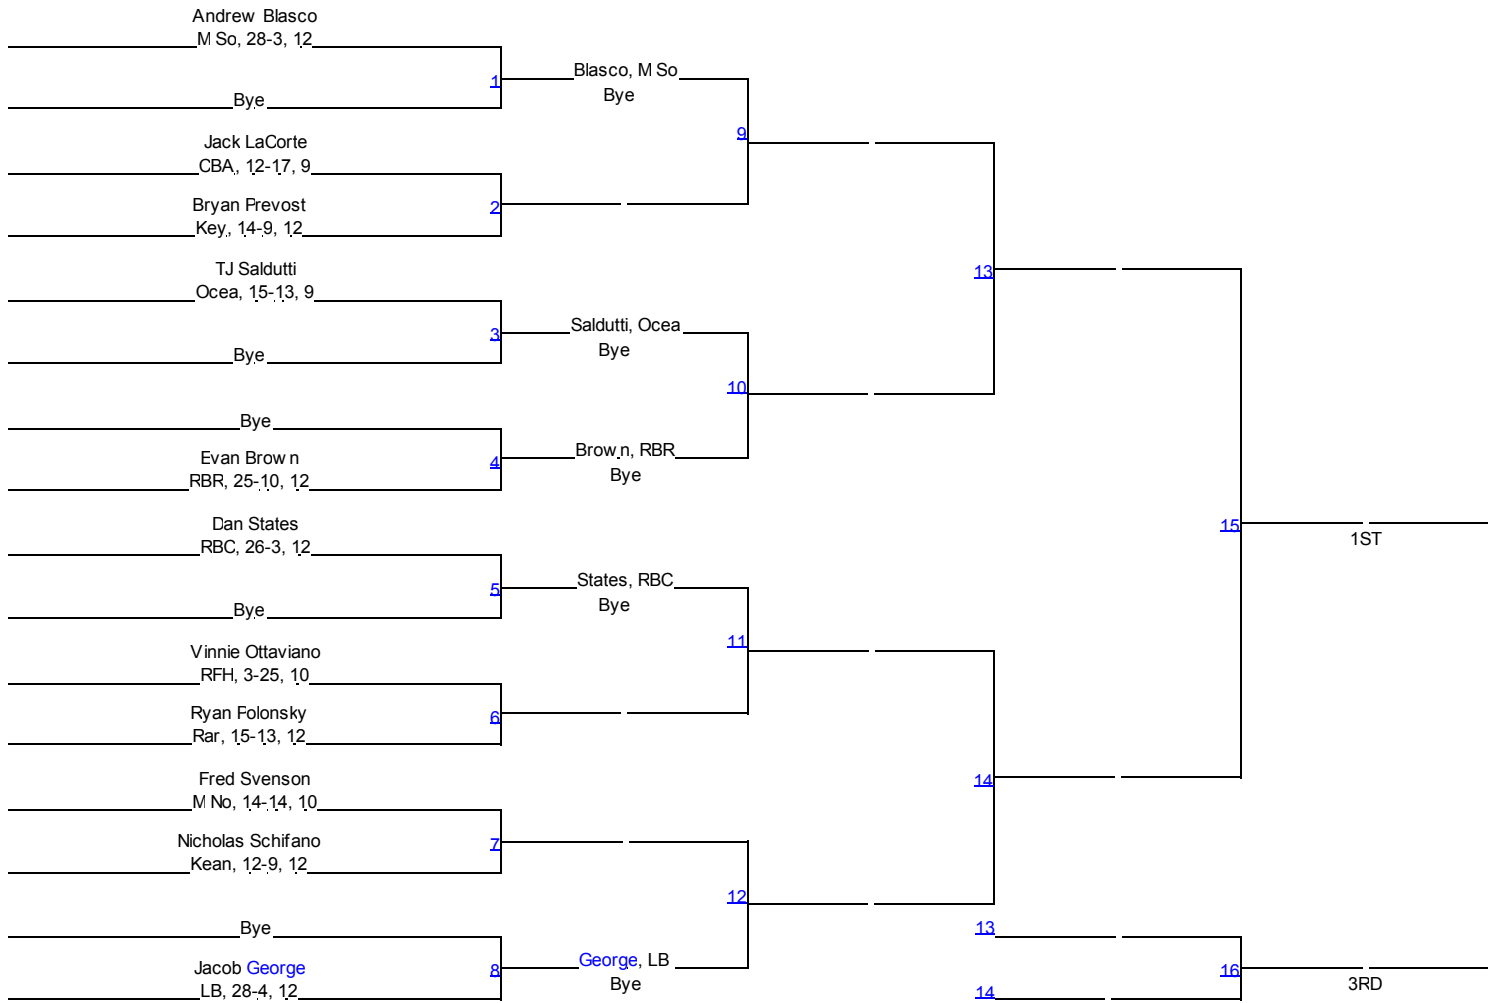 Andrew Blasco
M So, 28-3, 12
1
Bye
Blasco, M So
Bye
9
Jack LaCorte
CBA, 12-17, 9
2
Bryan Prevost
Key, 14-9, 12
13
TJ Saldutti
Ocea, 15-13, 9
3
Bye
Saldutti, Ocea
Bye
10
Bye
4
Evan Brown
RBR, 25-10, 12
Brown, RBR
Bye
15
1ST
Dan States
RBC, 26-3, 12
5
Bye
States, RBC
Bye
11
Vinnie Ottaviano
RFH, 3-25, 10
6
Ryan Polonsky
Rar, 15-13, 12
14
Fred Svenson
M No, 14-14, 10
7
Nicholas Schifano
Kean, 12-9, 12
12
Bye
8
Jacob George
LB, 28-4, 12
George, LB
Bye
13
16
3RD
14